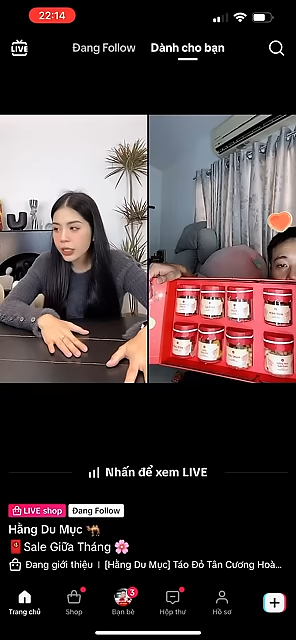 22:14
LIVE
Đang Follow
Dành cho bạn
Nhấn để xem LIVE
LIVE shop
Đang Follow
Hằng Du Mục 🐫
🧧Sale Giữa Tháng 🌸
Đang giới thiệu | [Hằng Du Mục] Táo Đỏ Tân Cương Hoà...
3
Trang chủ
Shop
Bạn bè
Hộp thư
Hồ sơ